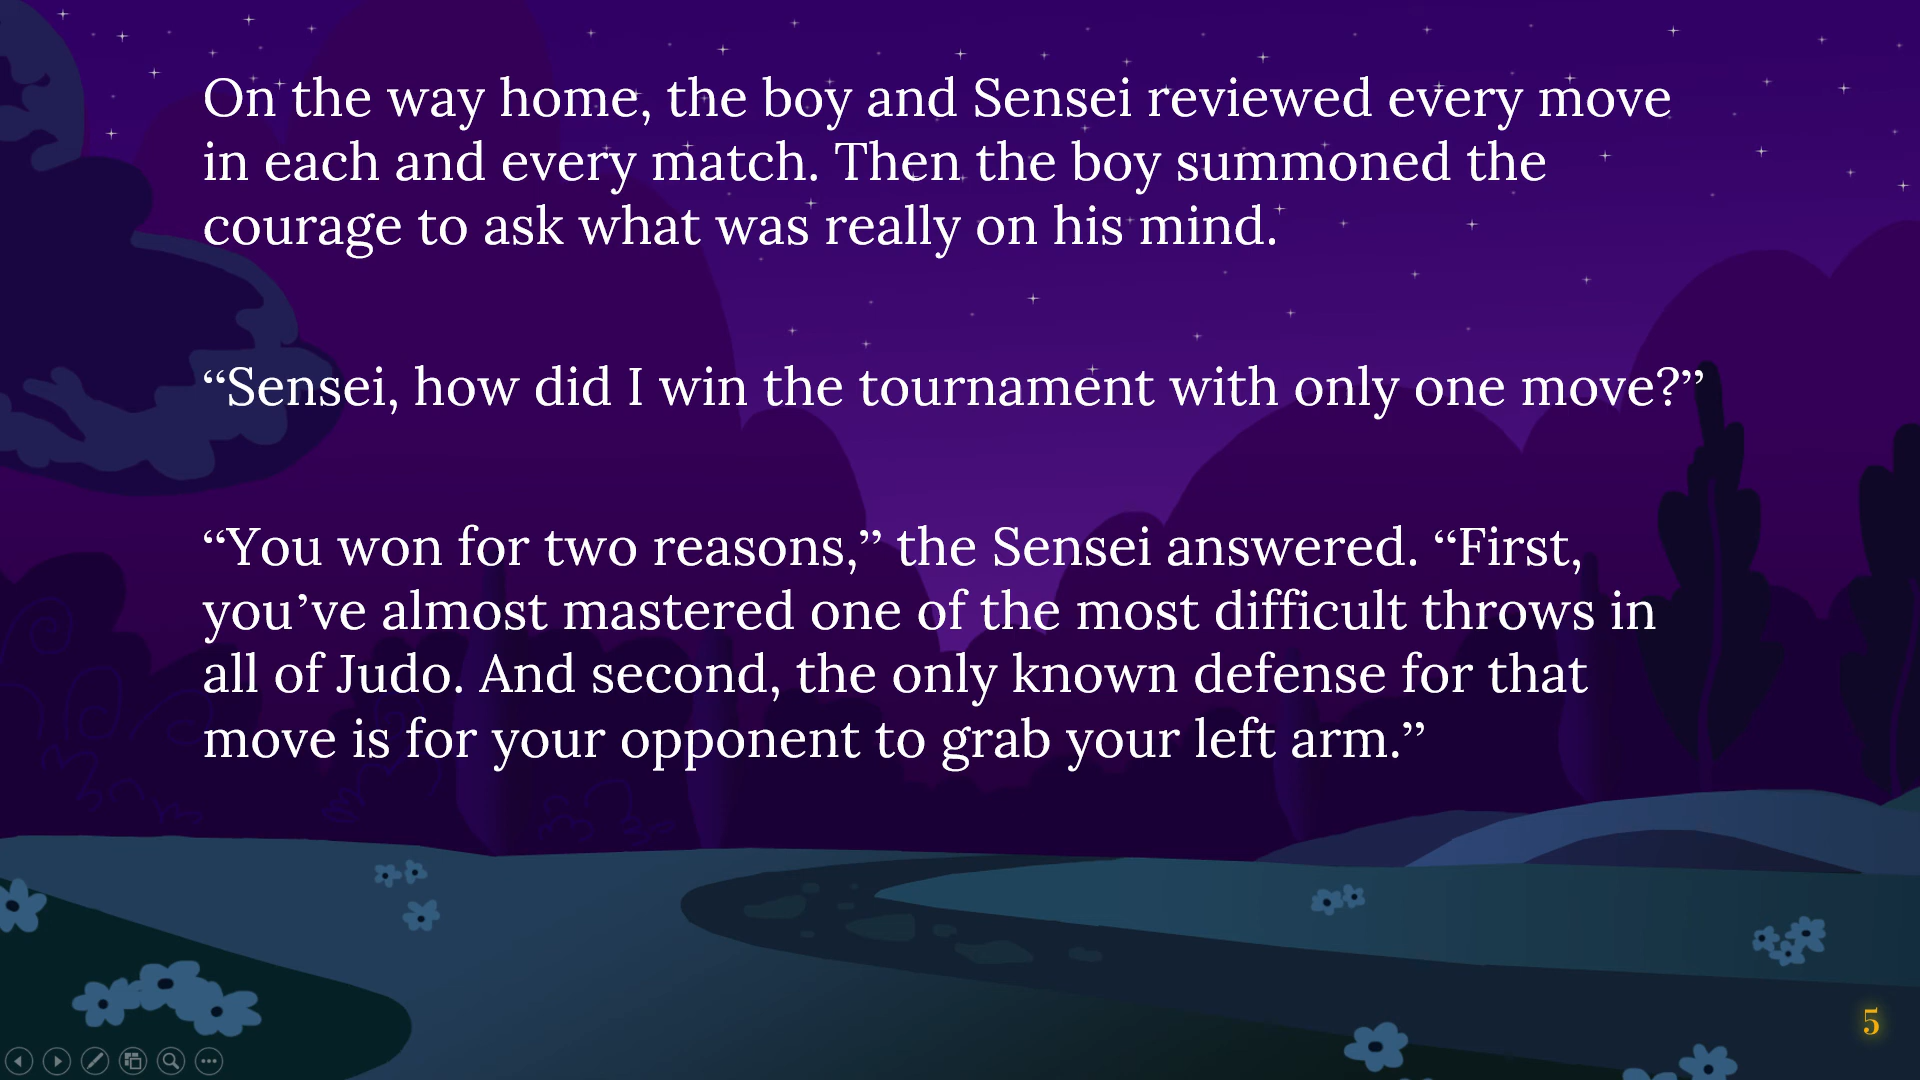 On the way home, the boy and Sensei reviewed every move
in each and every match. Then the boy summoned the
courage to ask what was really on his mind.
“Sensei, how did I win the tournament with only one move?”
“You won for two reasons,” the Sensei answered. “First,
you’ve almost mastered one of the most difficult throws in
all of Judo. And second, the only known defense for that
move is for your opponent to grab your left arm.”
5